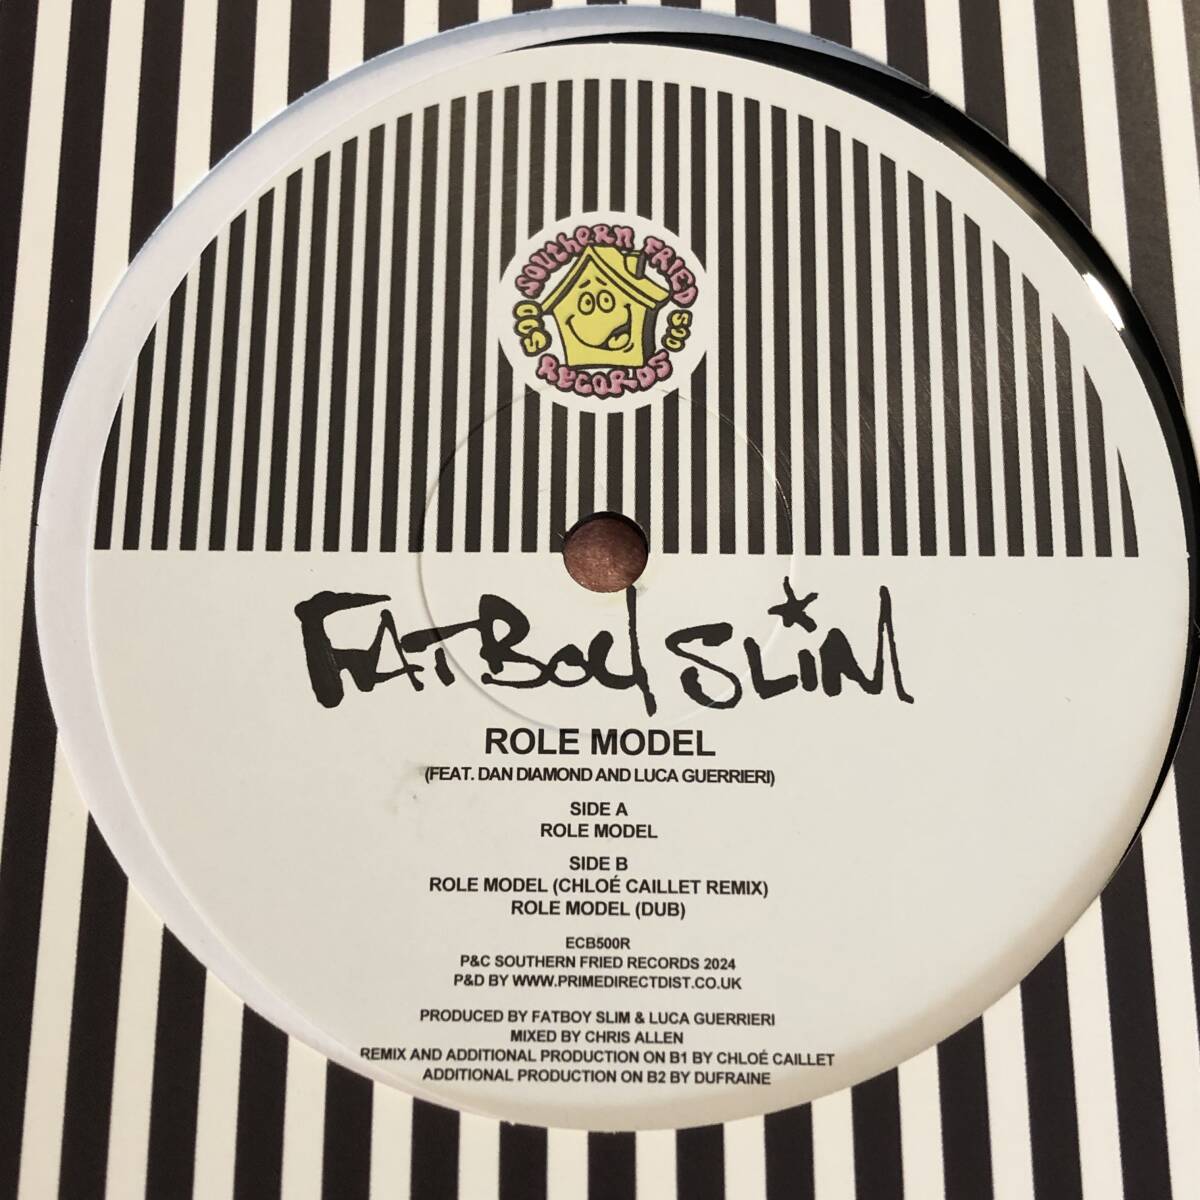 SOUTHERN FRIED
500 500
RECORDS
FATBOY SLIM
ROLE MODEL
(FEAT. DAN DIAMOND AND LUCA GUERRIERI)
SIDE A
ROLE MODEL
SIDE B
ROLE MODEL (CHLOÉ CAILLET REMIX)
ROLE MODEL (DUB)
ECB500R
P&C SOUTHERN FRIED RECORDS 2024
P&D BY WWW.PRIMEDIRECTDIST.CO.UK
PRODUCED BY FATBOY SLIM & LUCA GUERRIERI
MIXED BY CHRIS ALLEN
REMIX AND ADDITIONAL PRODUCTION ON B1 BY CHLOÉ CAILLET
ADDITIONAL PRODUCTION ON B2 BY DUFRAINE